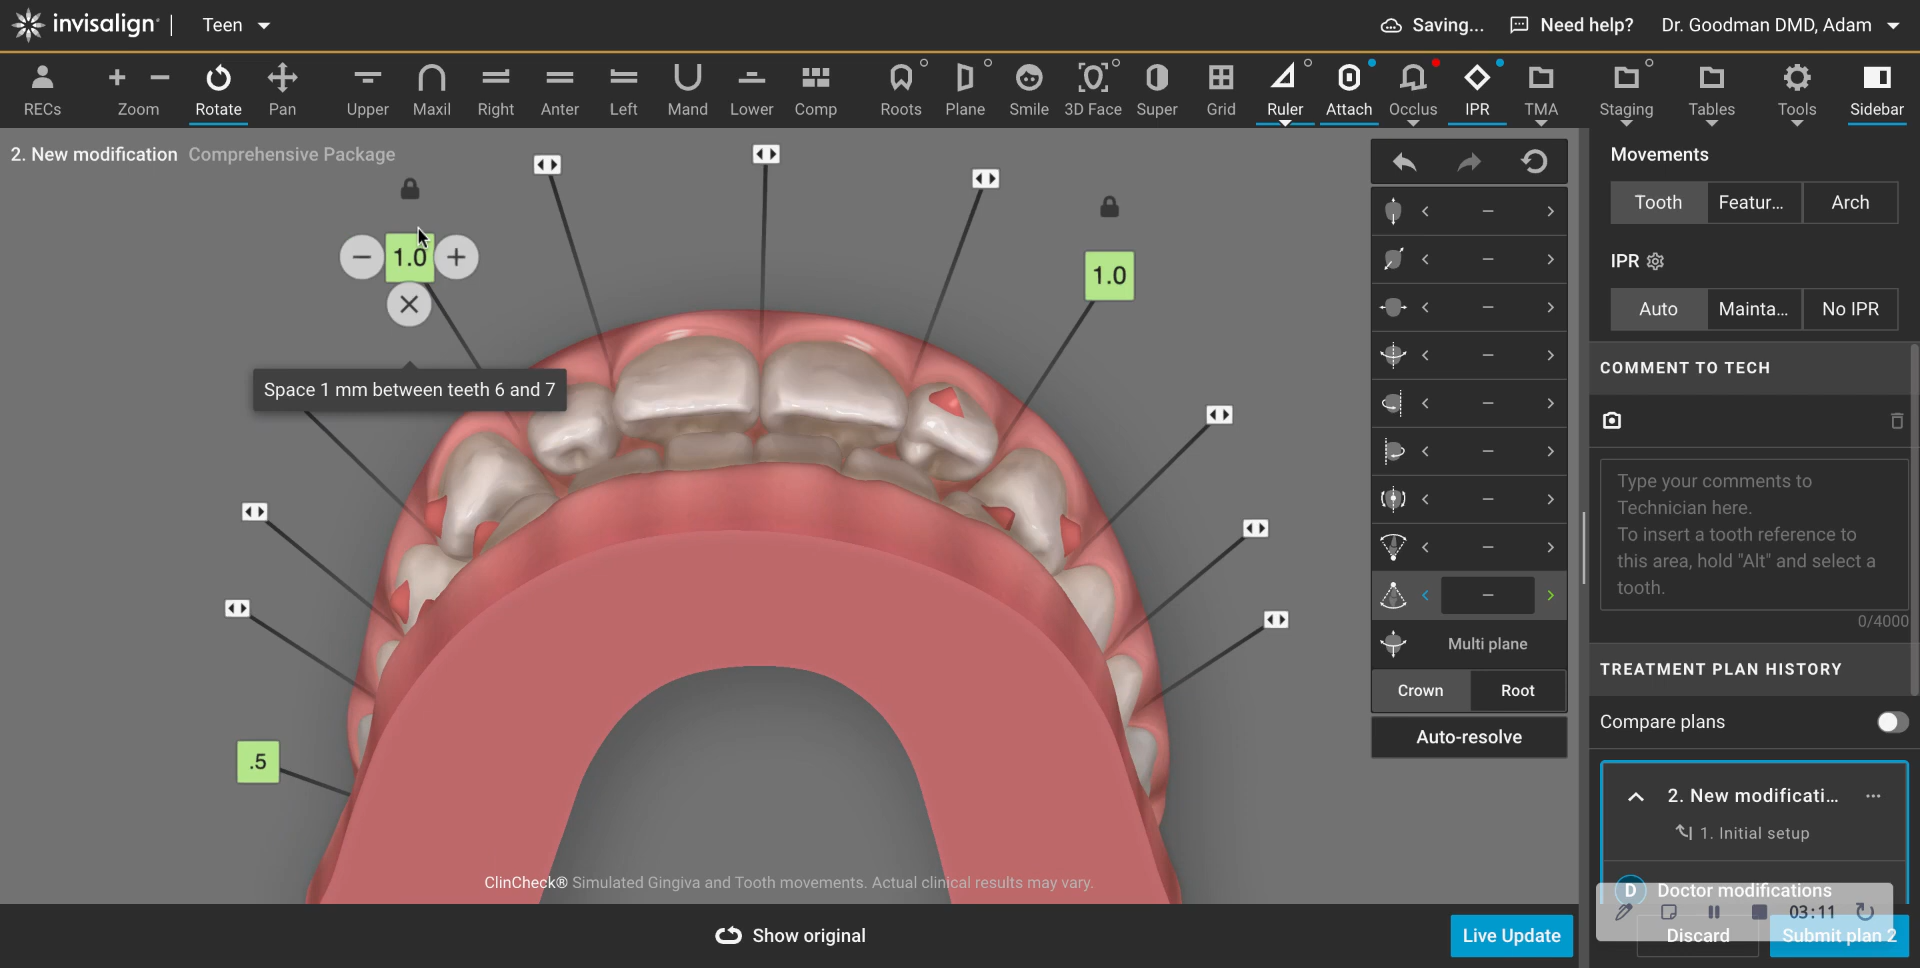 invisalign
Teen
Saving...
Need help?
Dr. Goodman DMD, Adam
RECs
Zoom
Rotate
Pan
Upper
Maxil
Right
Anter
Left
Mand
Lower
Comp
Roots
Plane
Smile
3D Face
Super
Grid
Ruler
Attach
Occlus
IPR
TMA
Staging
Tables
Tools
Sidebar
2. New modification Comprehensive Package
1.0
1.0
Space 1 mm between teeth 6 and 7
.5
Multi plane
Crown
Root
Auto-resolve
ClinCheck® Simulated Gingiva and Tooth movements. Actual clinical results may vary.
Show original
Live Update
Movements
Tooth
Featur...
Arch
IPR
Auto
Mainta...
No IPR
COMMENT TO TECH
Type your comments to
Technician here.
To insert a tooth reference to
this area, hold "Alt" and select a
tooth.
0/4000
TREATMENT PLAN HISTORY
Compare plans
2. New modificati...
1. Initial setup
D Doctor modifications
03:11
Discard
Submit plan 2